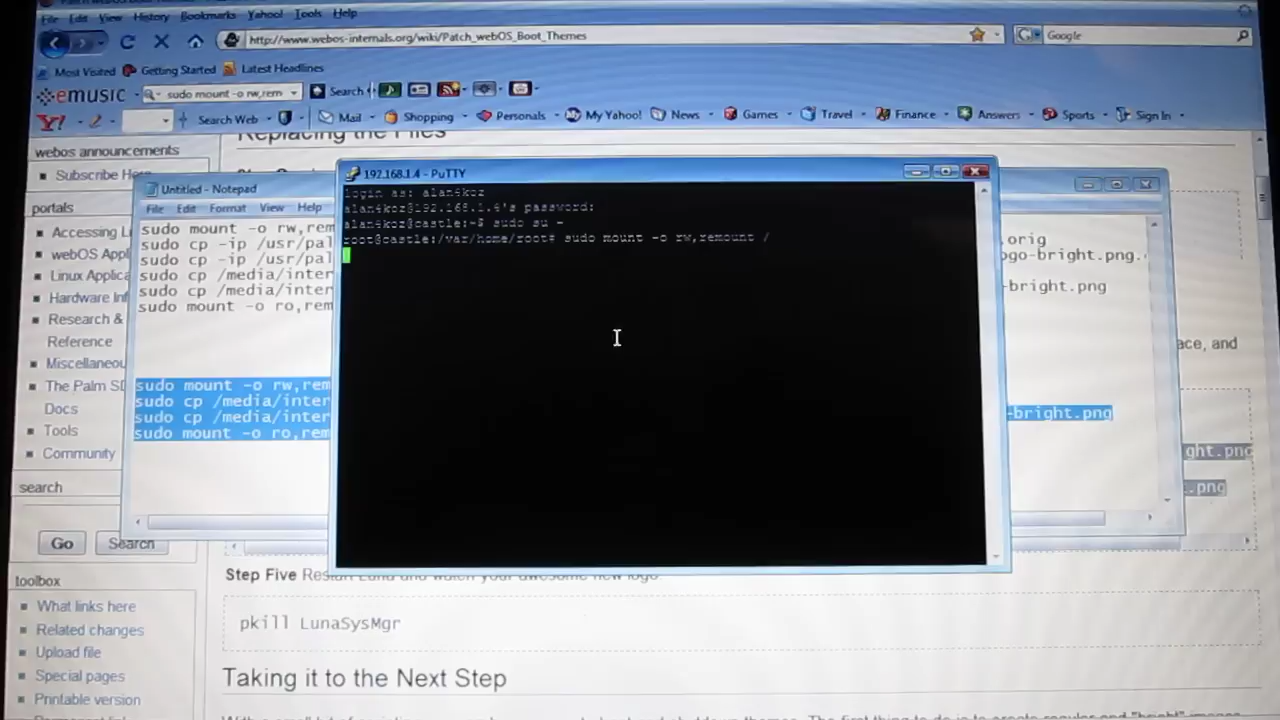 File Edit View History Bookmarks Yahoo! Tools Help
http://www.webos-internals.org/wiki/Patch_webOS_Boot_Themes
Google
Most Visited Getting Started Latest Headlines
emusic sudo mount -o rw,rem Search
Y! Search Web Mail Shopping Personals My Yahoo! News Games Travel Finance Answers Sports Sign In
Replacing the Files
webos announcements
Subscribe
portals
Accessing
webOS
Linux
Hardware
Research &
Reference
Miscellaneou
The Palm SD
Docs
Tools
Community
search
Go Search
toolbox
What links here
Related changes
Upload file
Special pages
Printable version
Untitled - Notepad
File Edit Format View Help
sudo mount -o rw,rem
sudo cp -ip /usr/pal
sudo cp -ip /usr/pal
sudo cp /media/inter
sudo cp /media/inter
sudo mount -o ro,rem
sudo mount -o rw,rem
sudo cp /media/inter
sudo cp /media/inter
sudo mount -o ro,rem
192.168.1.4 - PuTTY
login as: alan4koz
alan4koz@192.168.1.4's password:
alan4koz@castle:~$ sudo su -
root@castle:/var/home/root# sudo mount -o rw,remount /
orig
ogo-bright.png.
-bright.png
ace, and
-bright.png
ght.png
.png
Step Five Restart Luna and watch your awesome new logo
pkill LunaSysMgr
Taking it to the Next Step